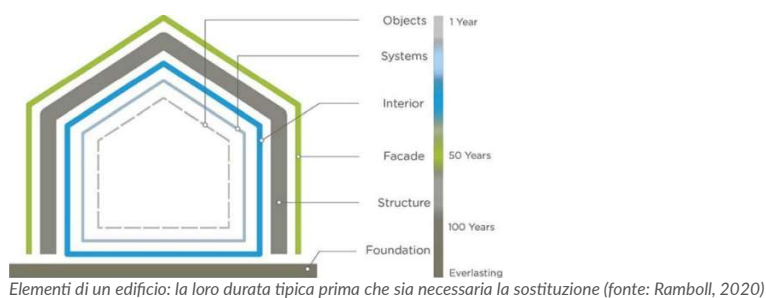 Objects
1 Year
Systems
Interior
Facade
50 Years
Structure
100 Years
Foundation
Everlasting
Elementi di un edificio: la loro durata tipica prima che sia necessaria la sostituzione (fonte: Ramboll, 2020)